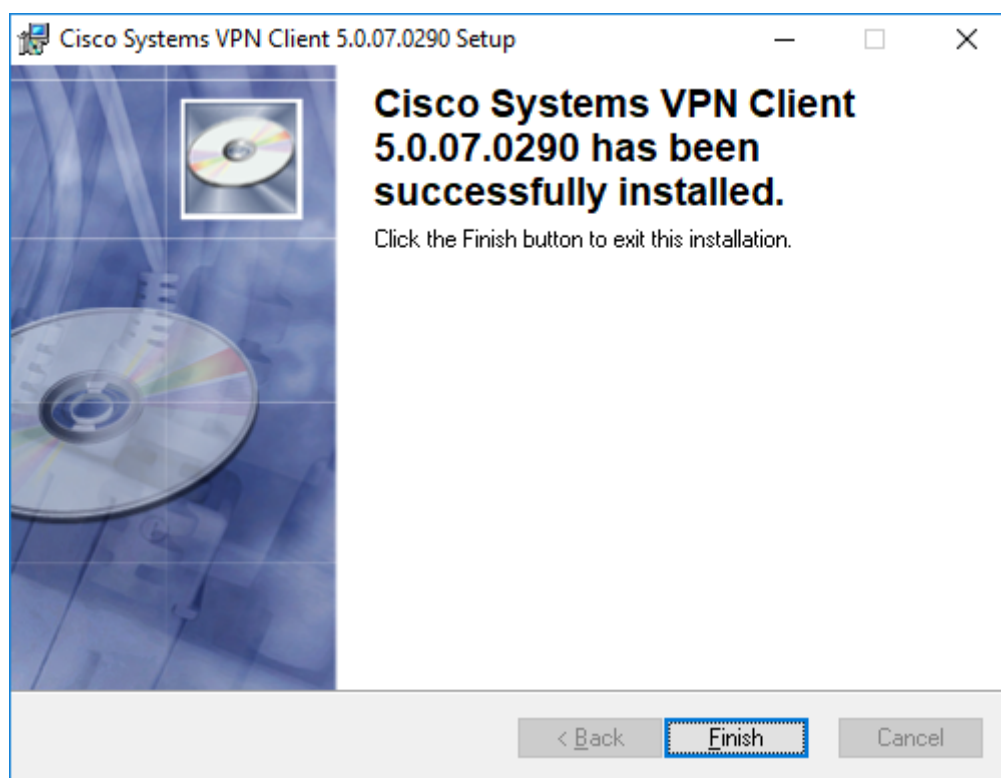 Cisco Systems VPN Client 5.0.07.0290 Setup
Cisco Systems VPN Client
5.0.07.0290 has been
successfully installed.
Click the Finish button to exit this installation.
< Back
Finish
Cancel